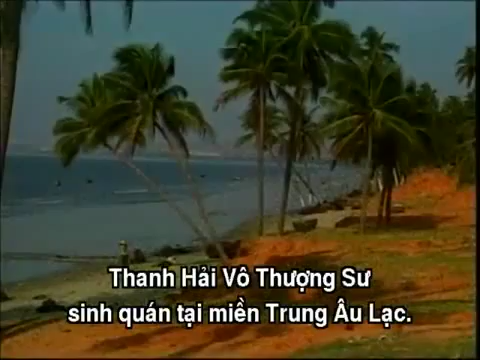 Thanh Hải Vô Thượng Sư
sinh quán tại miền Trung Âu Lạc.